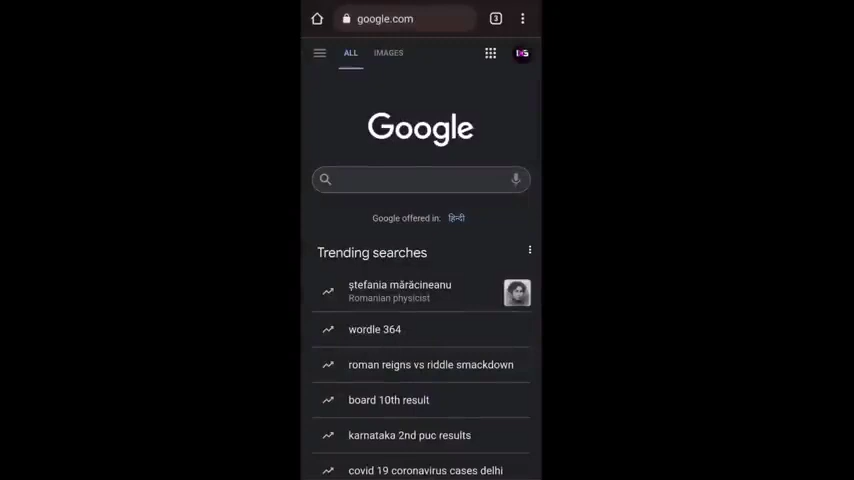 google.com
3
ALL IMAGES
Google
Google offered in: हिन्दी
Trending searches
ștefania mărăcineanu
Romanian physicist
wordle 364
roman reigns vs riddle smackdown
board 10th result
karnataka 2nd puc results
covid 19 coronavirus cases delhi